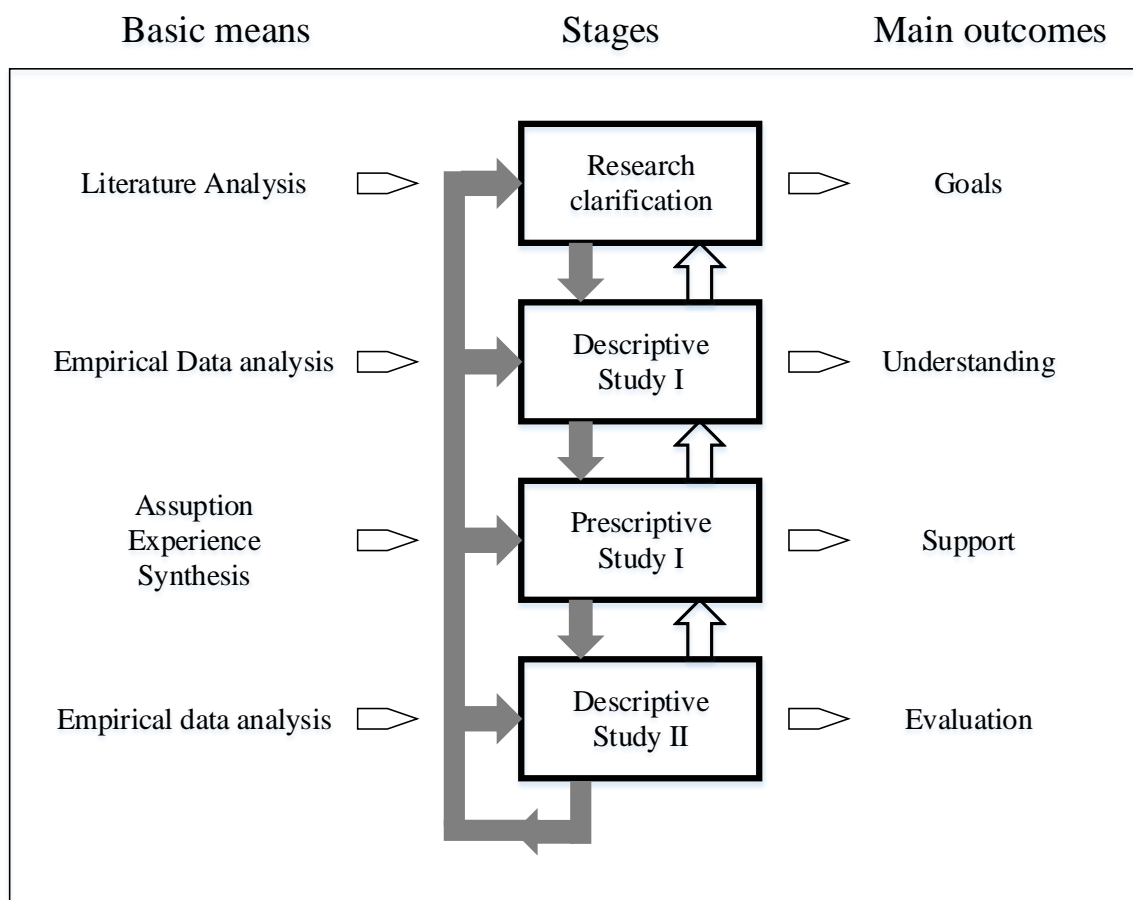 Basic means
Stages
Main outcomes
Literature Analysis
Research
clarification
Goals
Empirical Data analysis
Descriptive
Study I
Understanding
Assuption
Experience
Synthesis
Prescriptive
Study I
Support
Empirical data analysis
Descriptive
Study II
Evaluation